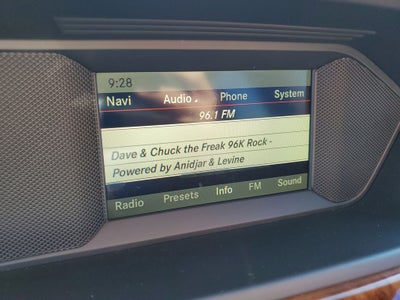 9:28
Navi Audio Phone System
96.1 FM
Dave & Chuck the Freak 96K Rock -
Powered by Anidjar & Levine
Radio Presets Info FM Sound